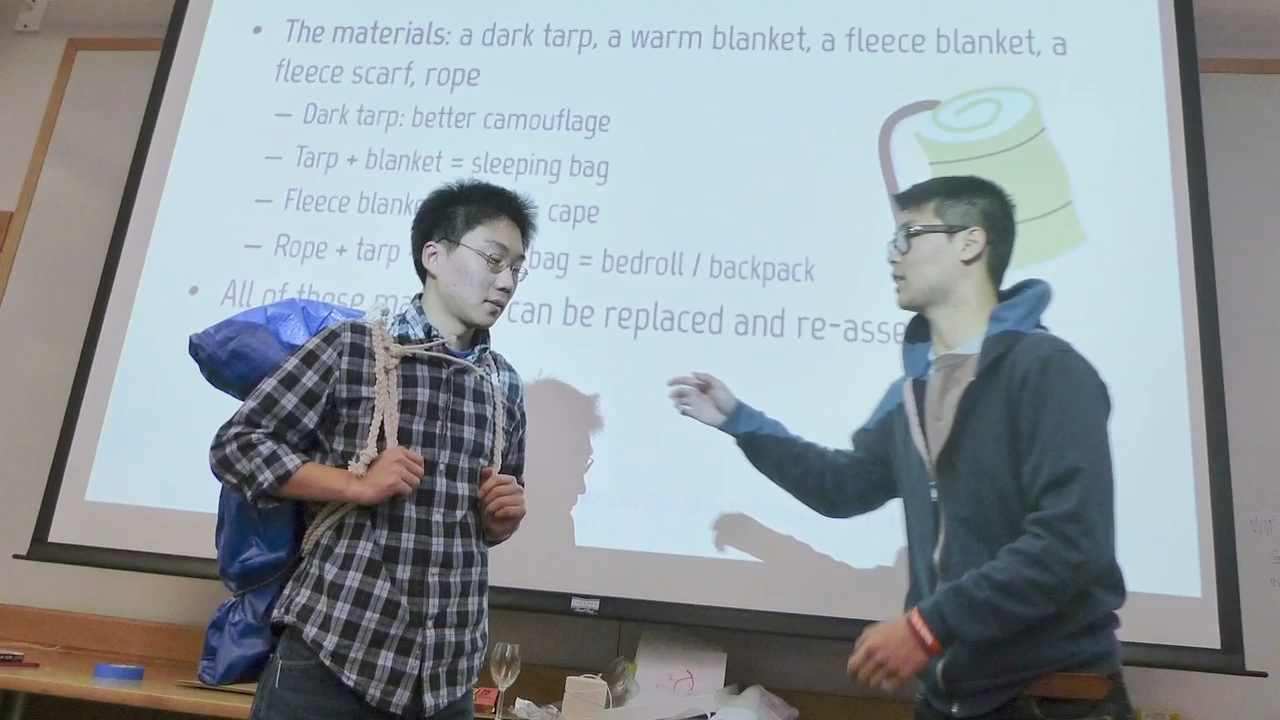 • The materials: a dark tarp, a warm blanket, a fleece blanket, a
fleece scarf, rope
– Dark tarp: better camouflage
– Tarp + blanket = sleeping bag
– Fleece blanke cape
– Rope + tarp bag = bedroll / backpack
• All of these ma can be replaced and re-asse